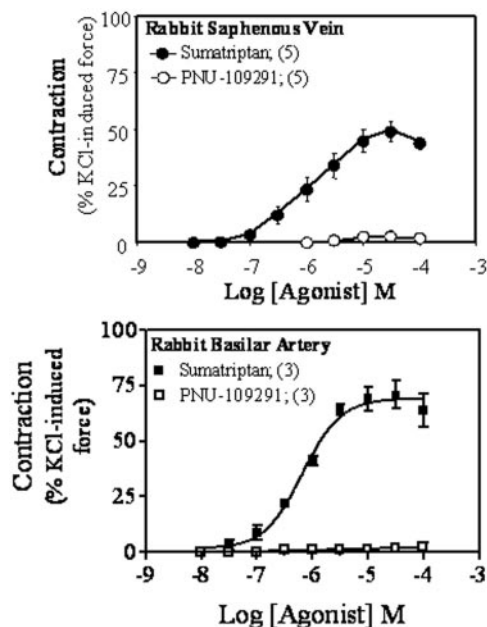 Rabbit Saphenous Vein
Sumatriptan; (5)
PNU-109291; (5)
Contraction
(% KCl-induced force)
100
75
50
25
0
-9 -8 -7 -6 -5 -4 -3
Log [Agonist] M
Rabbit Basilar Artery
Sumatriptan; (3)
PNU-109291; (3)
Contraction
(% KCl-induced
force)
100
75
50
25
0
-9 -8 -7 -6 -5 -4 -3
Log [Agonist] M